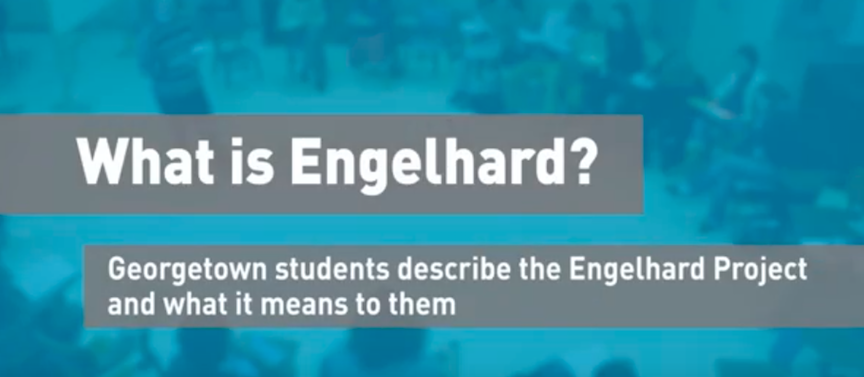 What is Engelhard?
Georgetown students describe the Engelhard Project
and what it means to them